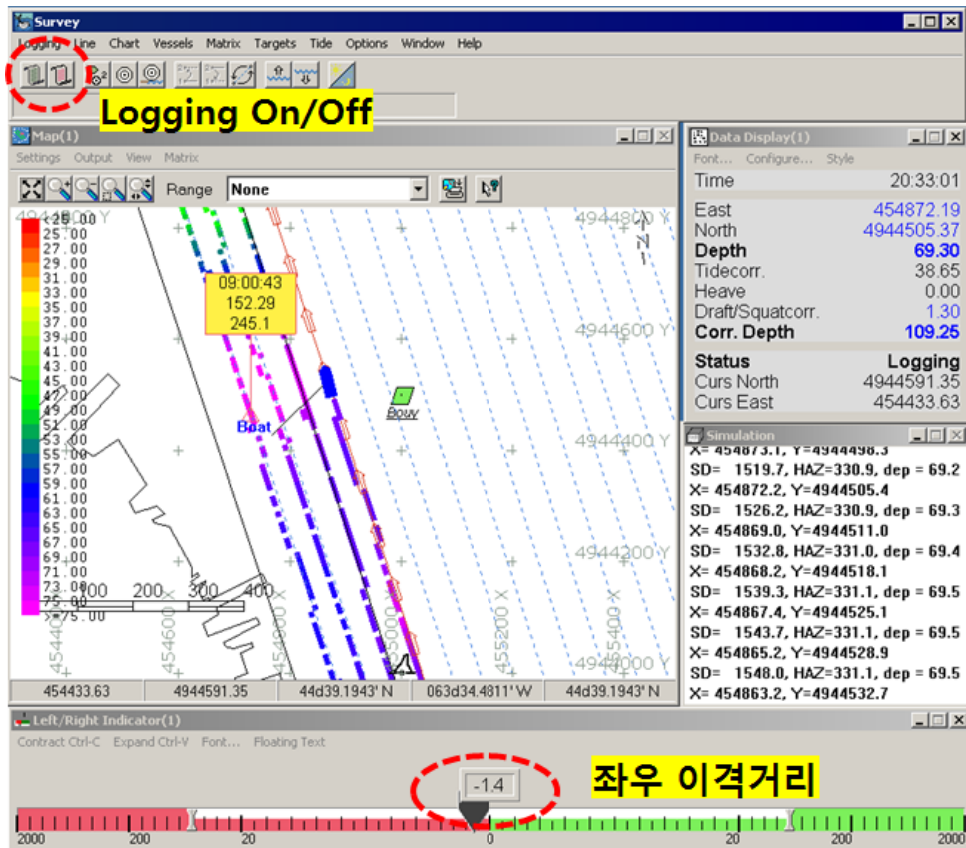 Survey
Logging Line Chart Vessels Matrix Targets Tide Options Window Help
Logging On/Off
Map(1)
Settings Output View Matrix
Range None
4944800 Y
<25.00
25.00
27.00
29.00
31.00
33.00
35.00
37.00
39.00
41.00
43.00
45.00
47.00
49.00
51.00
53.00
55.00
57.00
59.00
61.00
63.00
65.00
67.00
69.00
71.00
73.00
75.00
>=75.00
09:00:43
152.29
245.1
N
4944600 Y
Boat
Bouy
4944400 Y
4944200 Y
100 200 300 400
454600 X
455000 X
455200 X
4944000 Y
454433.63 4944591.35 44d39.1943' N 063d34.4811' W 44d39.1943' N
Data Display(1)
Font... Configure... Style
Time 20:33:01
East 454872.19
North 4944505.37
Depth 69.30
Tidecorr. 38.65
Heave 0.00
Draft/Squatcorr. 1.30
Corr. Depth 109.25
Status Logging
Curs North 4944591.35
Curs East 454433.63
Simulation
X= 454873.1, Y=4944498.3
SD= 1519.7, HAZ=330.9, dep = 69.2
X= 454872.2, Y=4944505.4
SD= 1526.2, HAZ=330.9, dep = 69.3
X= 454869.0, Y=4944511.0
SD= 1532.8, HAZ=331.0, dep = 69.4
X= 454868.2, Y=4944518.1
SD= 1539.3, HAZ=331.1, dep = 69.5
X= 454867.4, Y=4944525.1
SD= 1543.7, HAZ=331.1, dep = 69.5
X= 454865.2, Y=4944528.9
SD= 1548.0, HAZ=331.1, dep = 69.5
X= 454863.2, Y=4944532.7
Left/Right Indicator(1)
Contract Ctrl-C Expand Ctrl-V Font... Floating Text
-1.4
좌우 이격거리
2000 200 20 0 20 200 2000